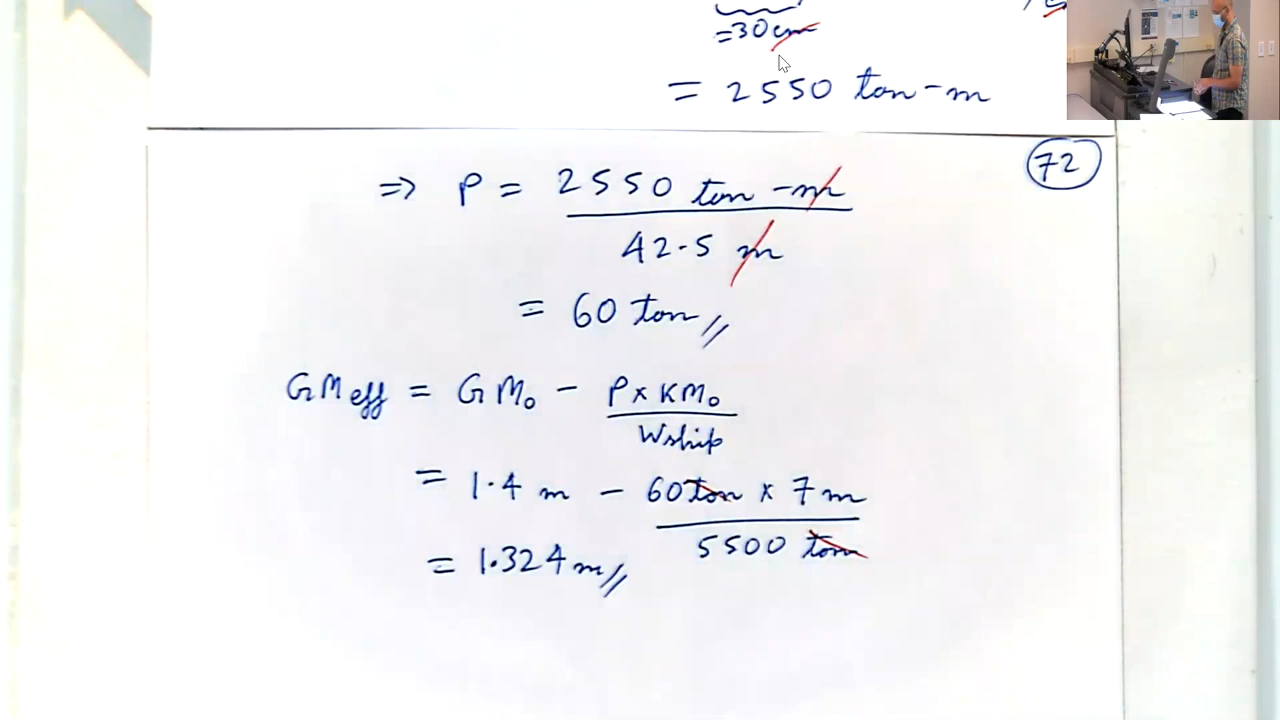 = 30 cm
= 2550 ton-m
72
⇒ P = 2550 ton-m / 42.5 m
= 60 ton //
GMeff = GM₀ - P × KM₀ / Wship
= 1.4 m - 60 ton × 7 m / 5500 ton
= 1.324 m //